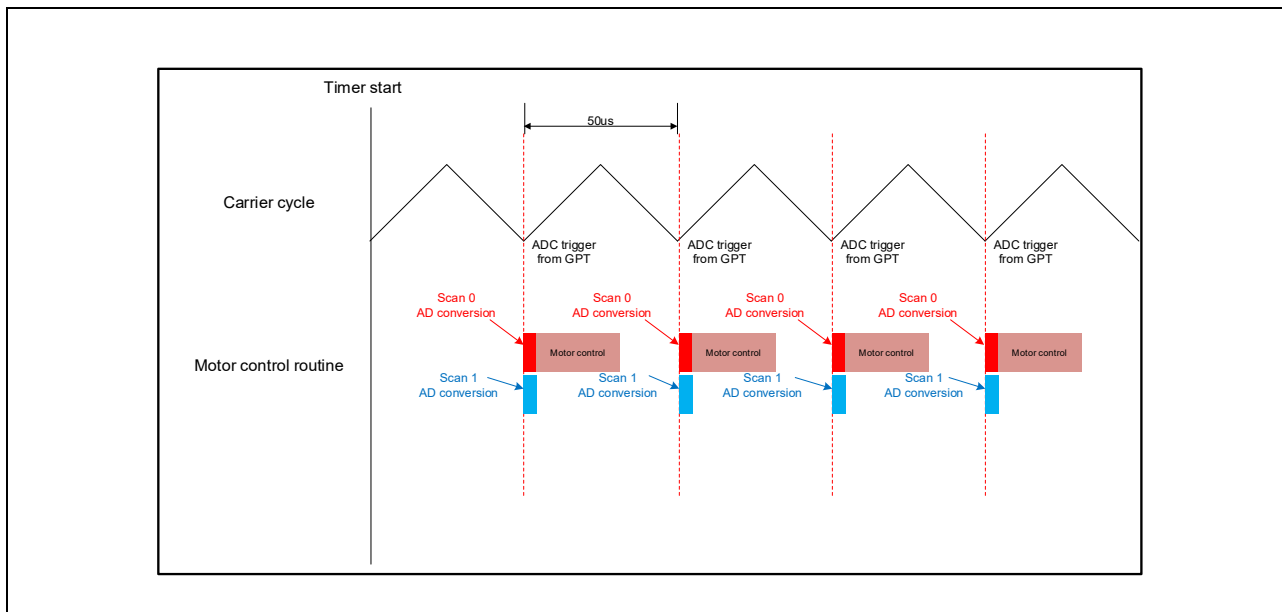 Timer start
50us
Carrier cycle
ADC trigger
from GPT
ADC trigger
from GPT
ADC trigger
from GPT
ADC trigger
from GPT
Scan 0
AD conversion
Scan 0
AD conversion
Scan 0
AD conversion
Scan 0
AD conversion
Motor control routine
Motor control
Motor control
Motor control
Motor control
Scan 1
AD conversion
Scan 1
AD conversion
Scan 1
AD conversion
Scan 1
AD conversion